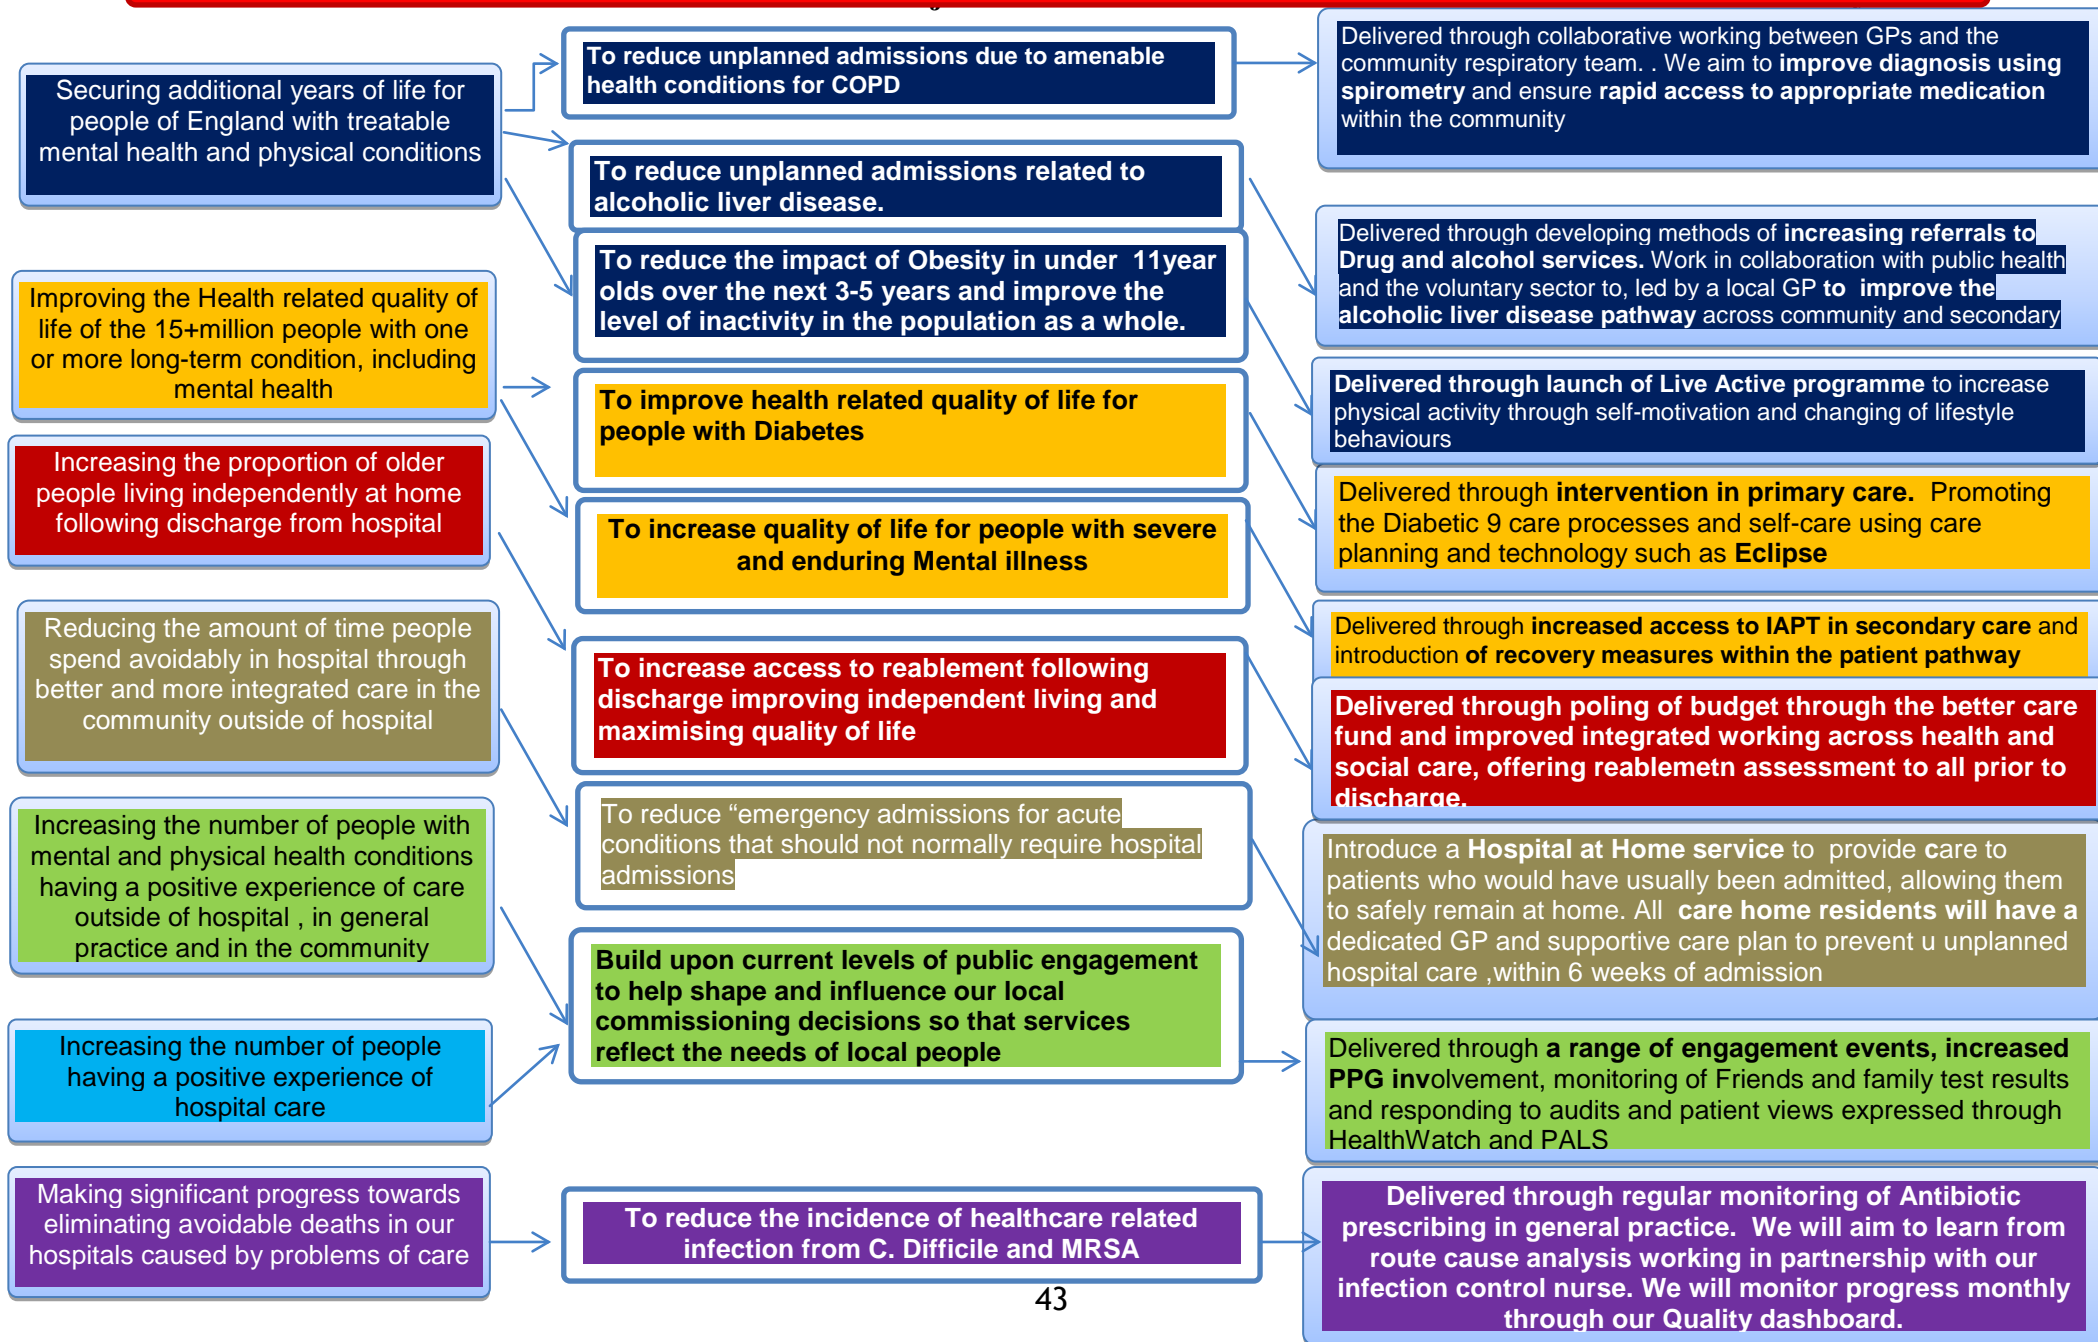 Securing additional years of life for
people of England with treatable
mental health and physical conditions
Improving the Health related quality of
life of the 15+million people with one
or more long-term condition, including
mental health
Increasing the proportion of older
people living independently at home
following discharge from hospital
Reducing the amount of time people
spend avoidably in hospital through
better and more integrated care in the
community outside of hospital
Increasing the number of people with
mental and physical health conditions
having a positive experience of care
outside of hospital , in general
practice and in the community
Increasing the number of people
having a positive experience of
hospital care
Making significant progress towards
eliminating avoidable deaths in our
hospitals caused by problems of care
To reduce unplanned admissions due to amenable
health conditions for COPD
To reduce unplanned admissions related to
alcoholic liver disease.
To reduce the impact of Obesity in under 11year
olds over the next 3-5 years and improve the
level of inactivity in the population as a whole.
To improve health related quality of life for
people with Diabetes
To increase quality of life for people with severe
and enduring Mental illness
To increase access to reablement following
discharge improving independent living and
maximising quality of life
To reduce “emergency admissions for acute
conditions that should not normally require hospital
admissions
Build upon current levels of public engagement
to help shape and influence our local
commissioning decisions so that services
reflect the needs of local people
To reduce the incidence of healthcare related
infection from C. Difficile and MRSA
Delivered through collaborative working between GPs and the
community respiratory team. . We aim to improve diagnosis using
spirometry and ensure rapid access to appropriate medication
within the community
Delivered through developing methods of increasing referrals to
Drug and alcohol services. Work in collaboration with public health
and the voluntary sector to, led by a local GP to improve the
alcoholic liver disease pathway across community and secondary
Delivered through launch of Live Active programme to increase
physical activity through self-motivation and changing of lifestyle
behaviours
Delivered through intervention in primary care. Promoting
the Diabetic 9 care processes and self-care using care
planning and technology such as Eclipse
Delivered through increased access to IAPT in secondary care and
introduction of recovery measures within the patient pathway
Delivered through poling of budget through the better care
fund and improved integrated working across health and
social care, offering reablemetn assessment to all prior to
discharge.
Introduce a Hospital at Home service to provide care to
patients who would have usually been admitted, allowing them
to safely remain at home. All care home residents will have a
dedicated GP and supportive care plan to prevent u unplanned
hospital care ,within 6 weeks of admission
Delivered through a range of engagement events, increased
PPG involvement, monitoring of Friends and family test results
and responding to audits and patient views expressed through
HealthWatch and PALS
Delivered through regular monitoring of Antibiotic
prescribing in general practice. We will aim to learn from
route cause analysis working in partnership with our
infection control nurse. We will monitor progress monthly
through our Quality dashboard.
43